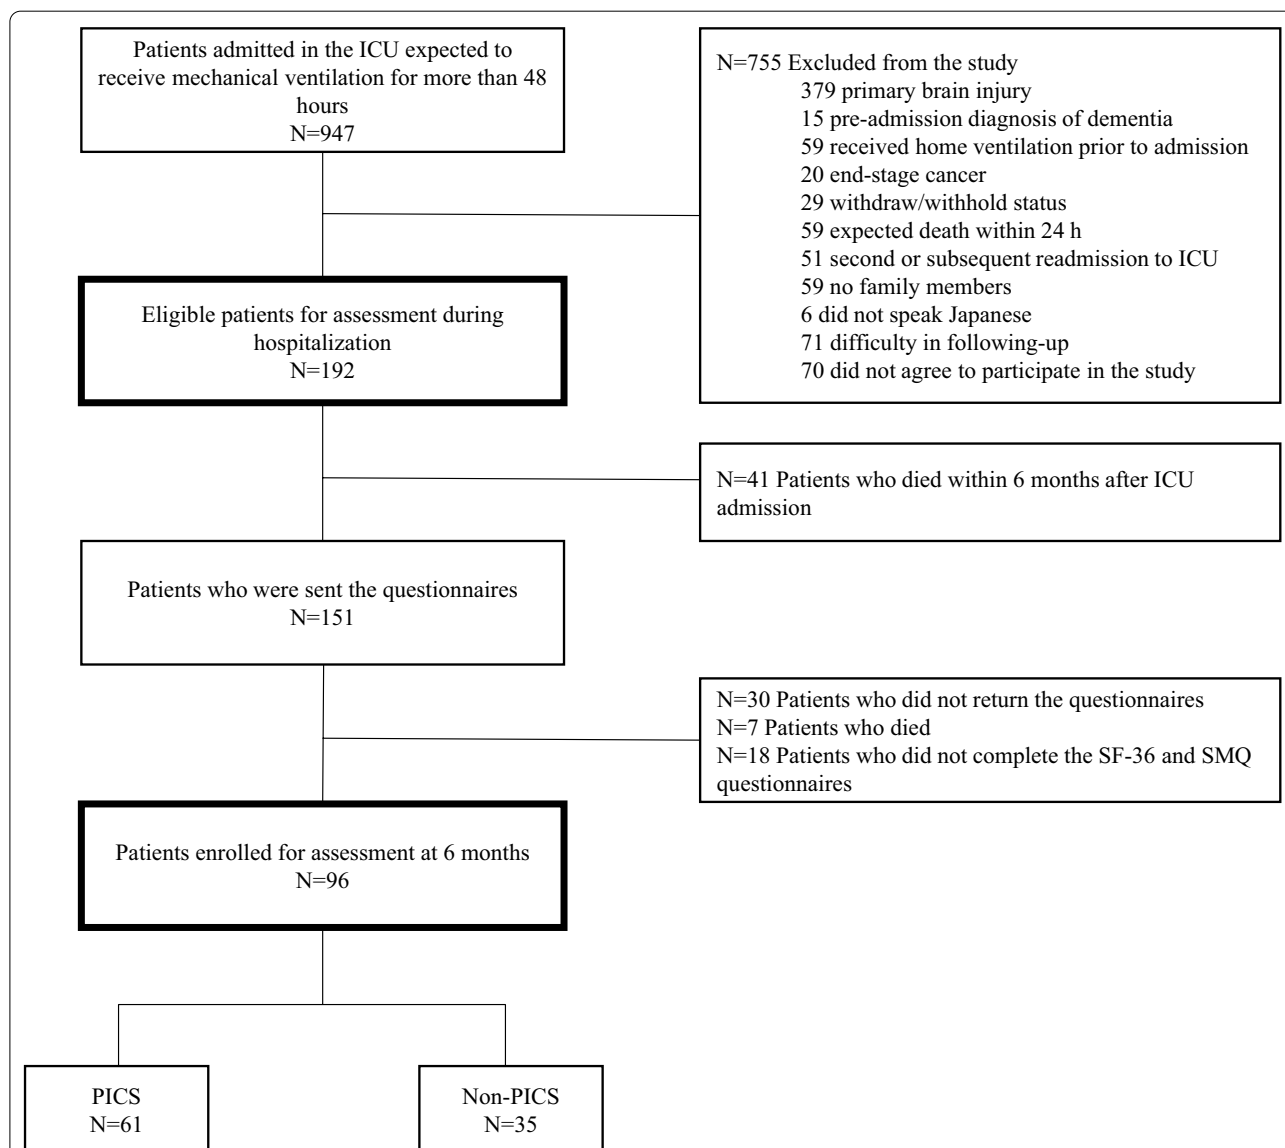 Patients admitted in the ICU expected to
receive mechanical ventilation for more than 48
hours
N=947
N=755 Excluded from the study
379 primary brain injury
15 pre-admission diagnosis of dementia
59 received home ventilation prior to admission
20 end-stage cancer
29 withdraw/withhold status
59 expected death within 24 h
51 second or subsequent readmission to ICU
59 no family members
6 did not speak Japanese
71 difficulty in following-up
70 did not agree to participate in the study
Eligible patients for assessment during
hospitalization
N=192
N=41 Patients who died within 6 months after ICU
admission
Patients who were sent the questionnaires
N=151
N=30 Patients who did not return the questionnaires
N=7 Patients who died
N=18 Patients who did not complete the SF-36 and SMQ
questionnaires
Patients enrolled for assessment at 6 months
N=96
PICS
N=61
Non-PICS
N=35